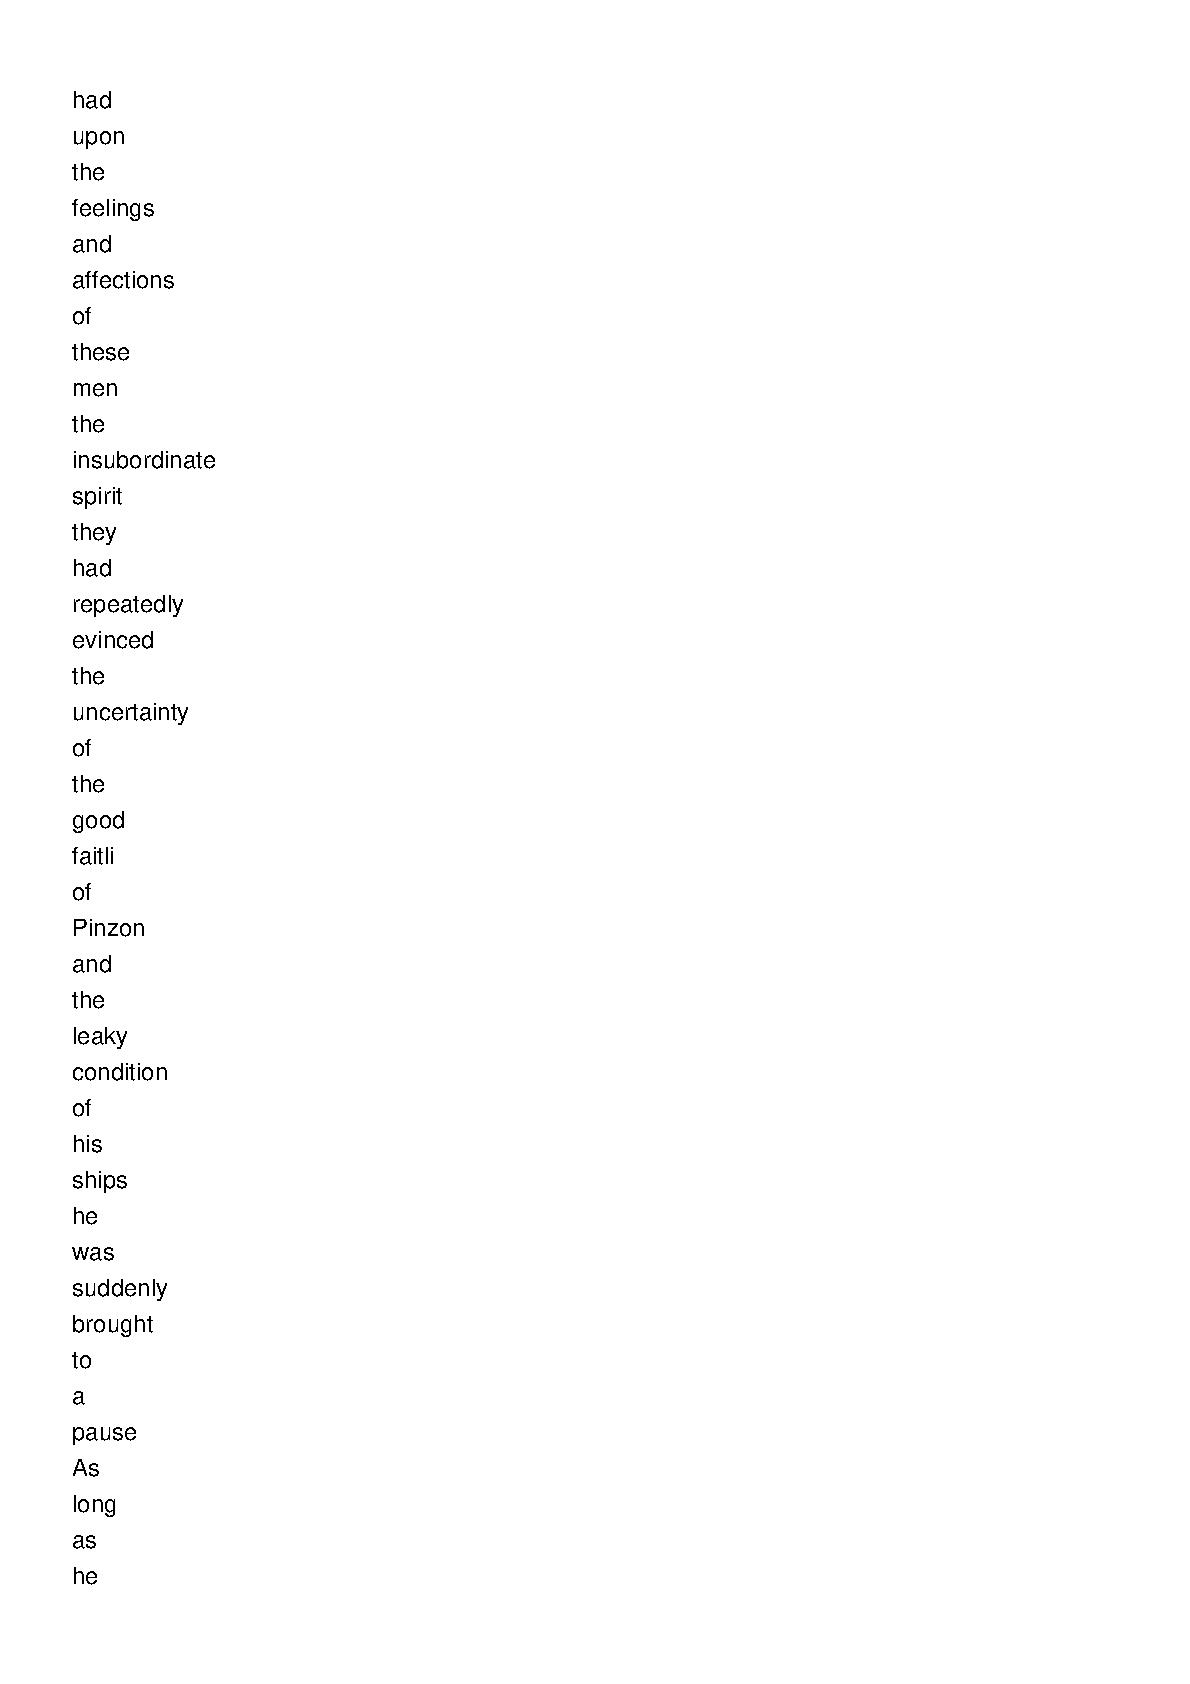 had
upon
the
feelings
and
affections
of
these
men
the
insubordinate
spirit
they
had
repeatedly
evinced
the
uncertainty
of
the
good
faitli
of
Pinzon
and
the
leaky
condition
of
his
ships
he
was
suddenly
brought
to
a
pause
As
long
as
he